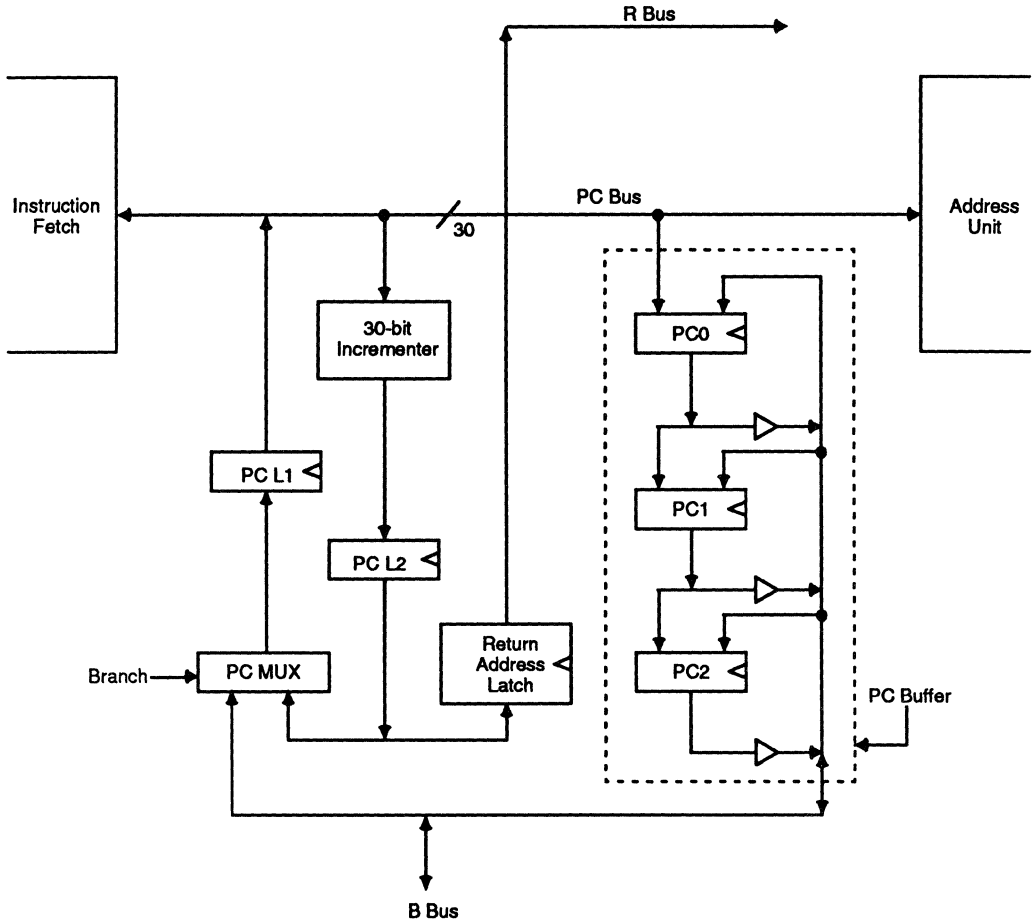 R Bus
Instruction
Fetch
PC Bus
30
Address
Unit
30-bit
Incrementer
PC0
PC L1
PC1
PC L2
Return
Address
Latch
Branch
PC MUX
PC2
PC Buffer
B Bus